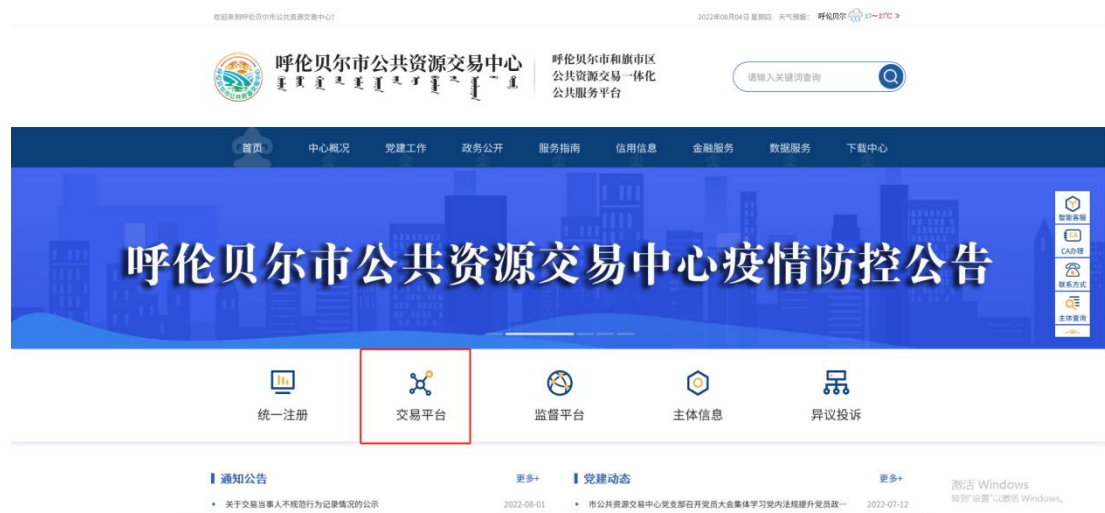 欢迎来到呼伦贝尔市公共资源交易中心!
2022年08月04日 星期四 天气预报: 呼伦贝尔 17~27℃ »
呼伦贝尔市公共资源交易中心
呼伦贝尔市和旗市区
公共资源交易一体化
公共服务平台
请输入关键词查询
首页 中心概况 党建工作 政务公开 服务指南 信用信息 金融服务 数据服务 下载中心
呼伦贝尔市公共资源交易中心疫情防控公告
智能客服
CA
CA办理
联系方式
主体查询
统一注册 交易平台 监督平台 主体信息 异议投诉
通知公告 更多+
党建动态 更多+
关于交易当事人不规范行为记录情况的公示 2022-08-01
市公共资源交易中心党支部召开党员大会集体学习党内法规提升党员政… 2022-07-12
激活 Windows
转到"设置"以激活 Windows。